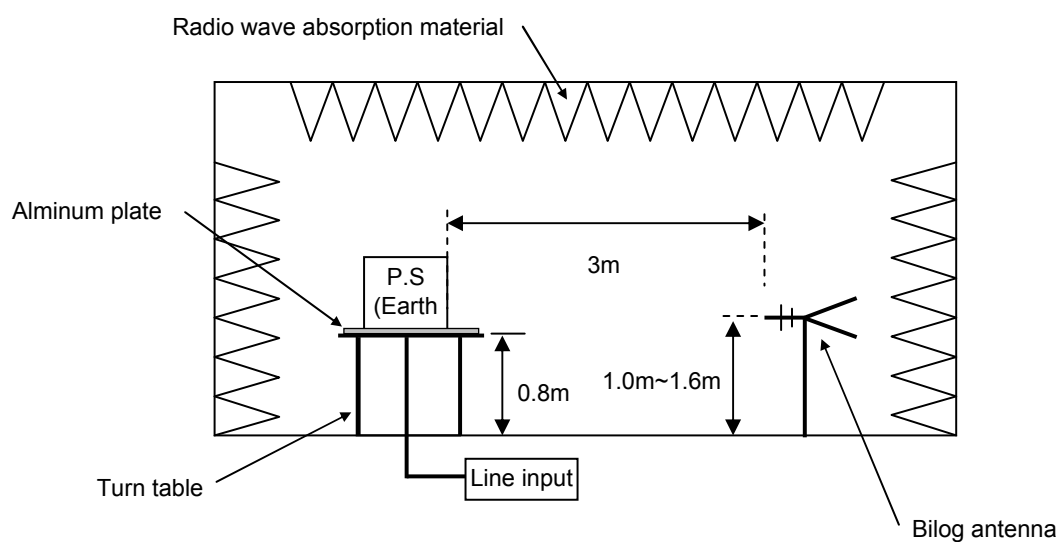 Radio wave absorption material
Alminum plate
3m
P.S
(Earth
0.8m
1.0m~1.6m
Turn table
Line input
Bilog antenna